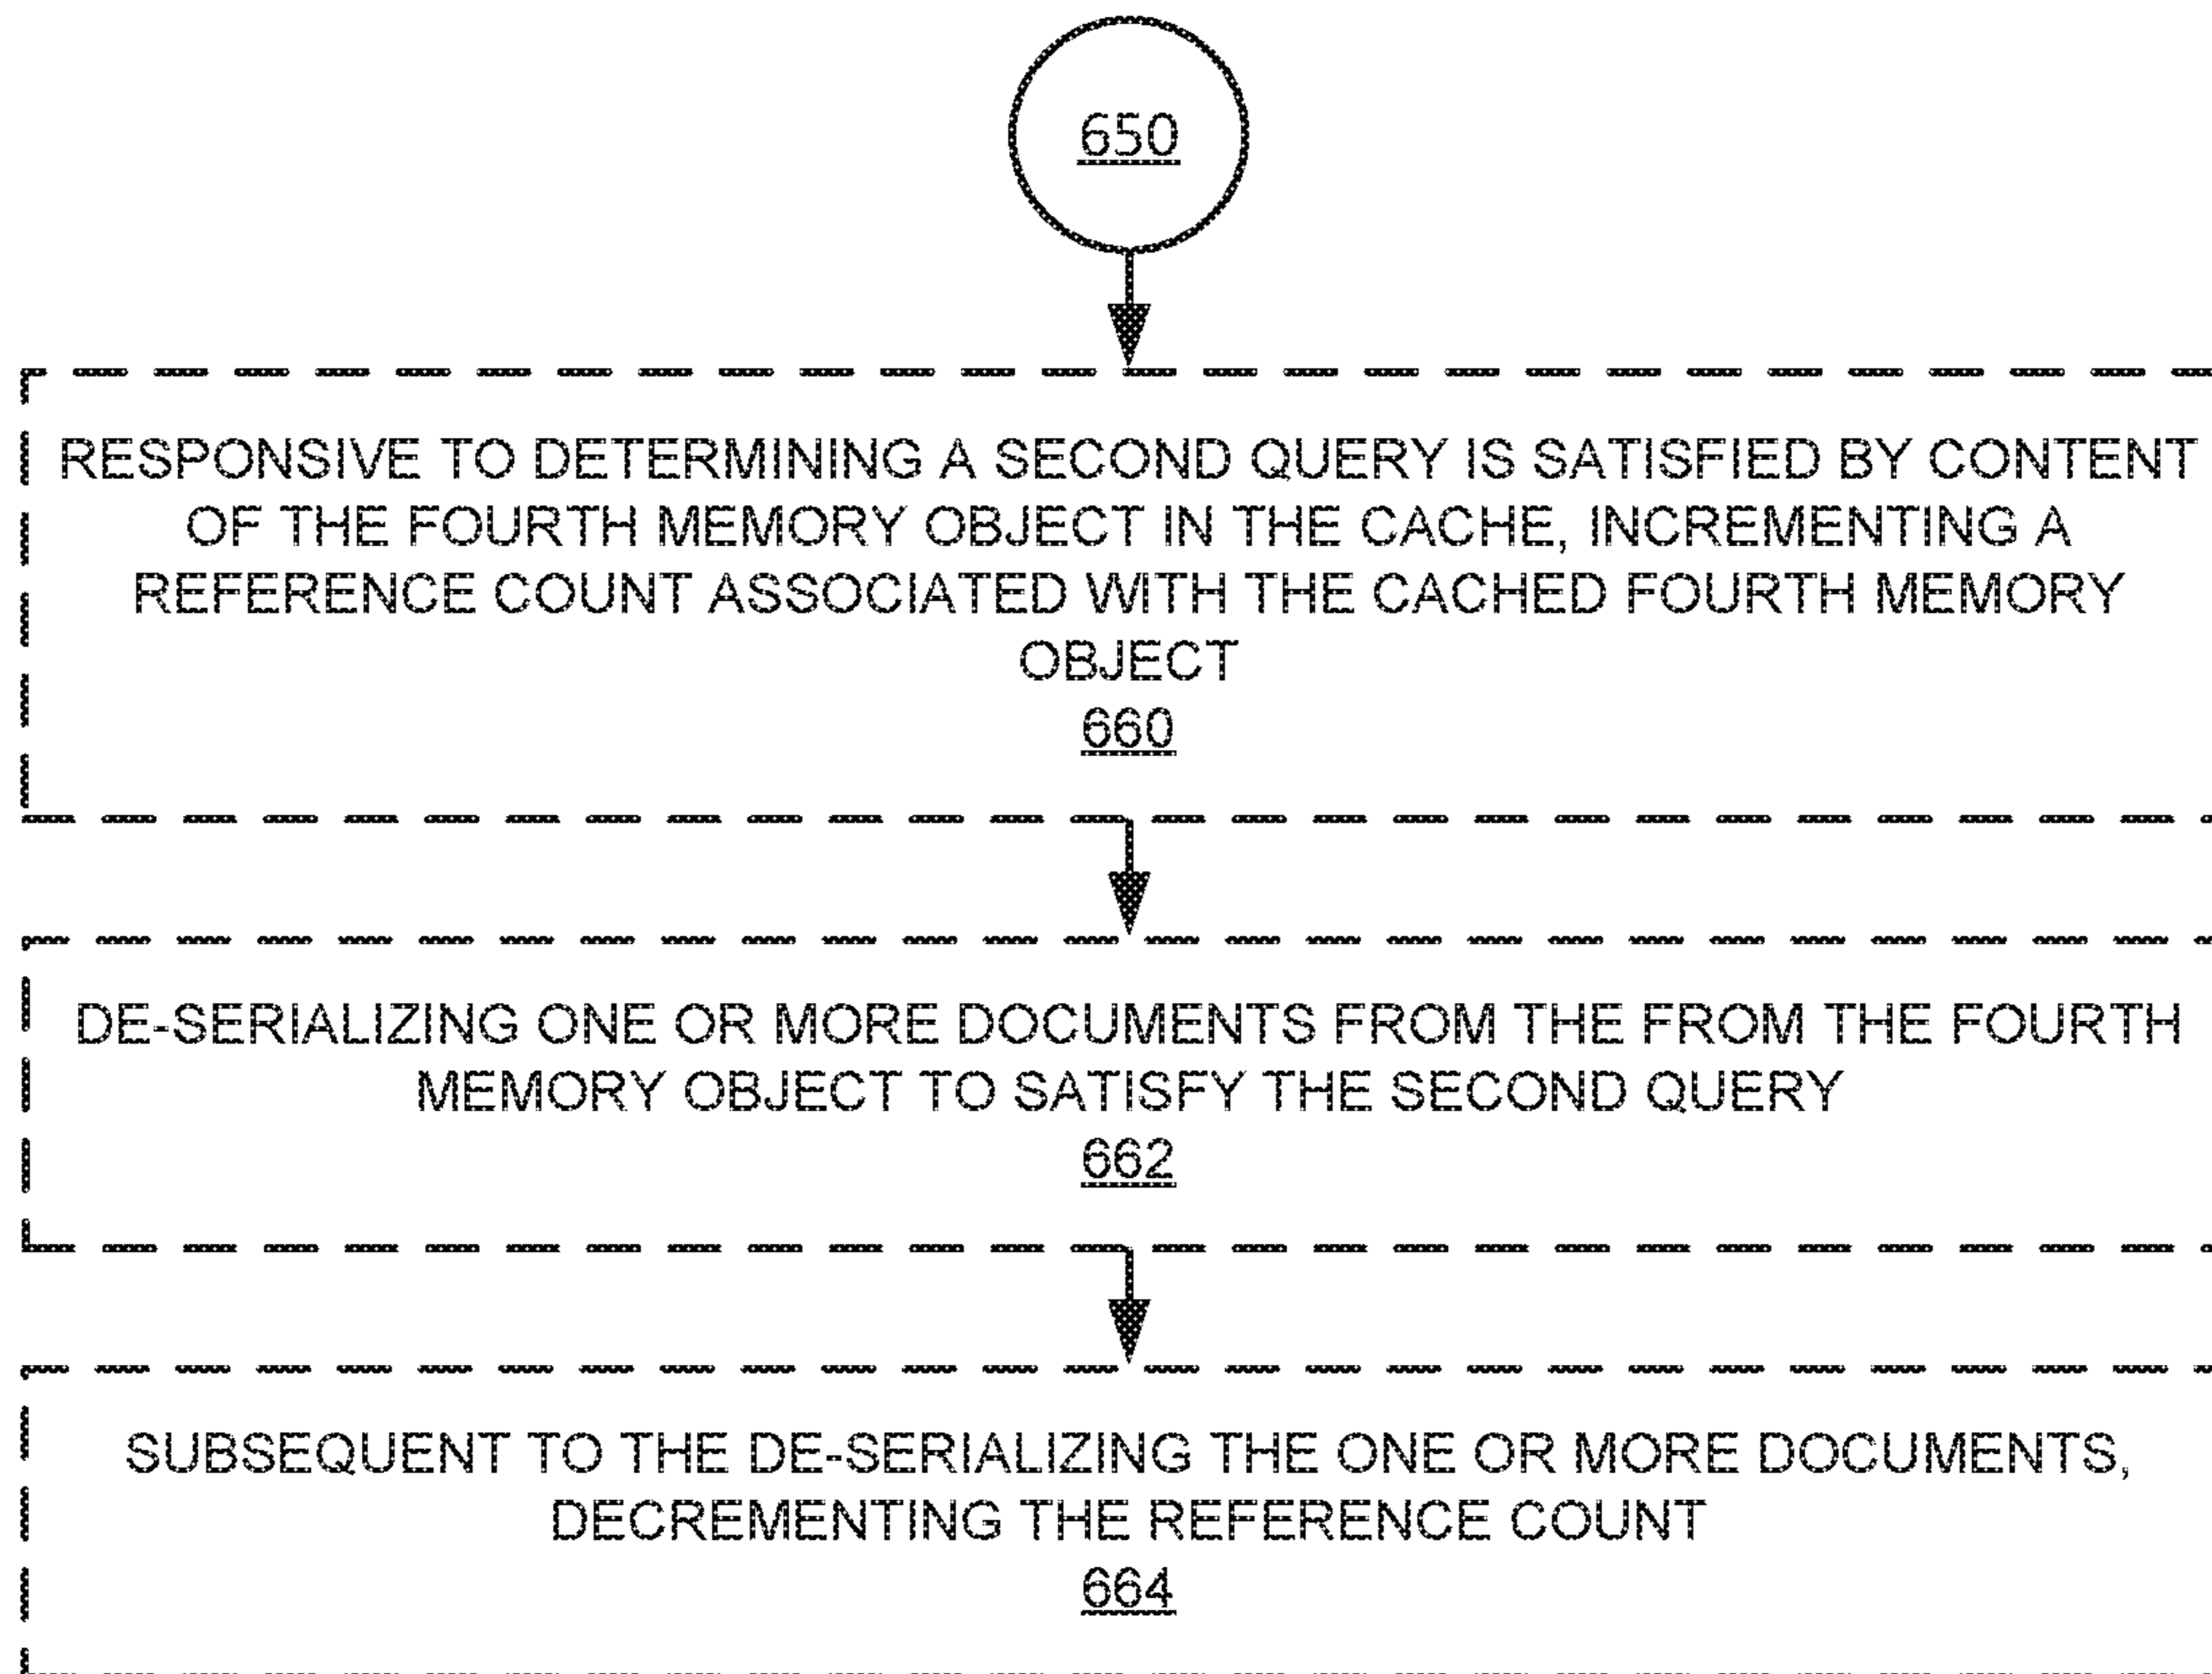 650
RESPONSIVE TO DETERMINING A SECOND QUERY IS SATISFIED BY CONTENT
OF THE FOURTH MEMORY OBJECT IN THE CACHE, INCREMENTING A
REFERENCE COUNT ASSOCIATED WITH THE CACHED FOURTH MEMORY
OBJECT
660
DE-SERIALIZING ONE OR MORE DOCUMENTS FROM THE FROM THE FOURTH
MEMORY OBJECT TO SATISFY THE SECOND QUERY
662
SUBSEQUENT TO THE DE-SERIALIZING THE ONE OR MORE DOCUMENTS,
DECREMENTING THE REFERENCE COUNT
664